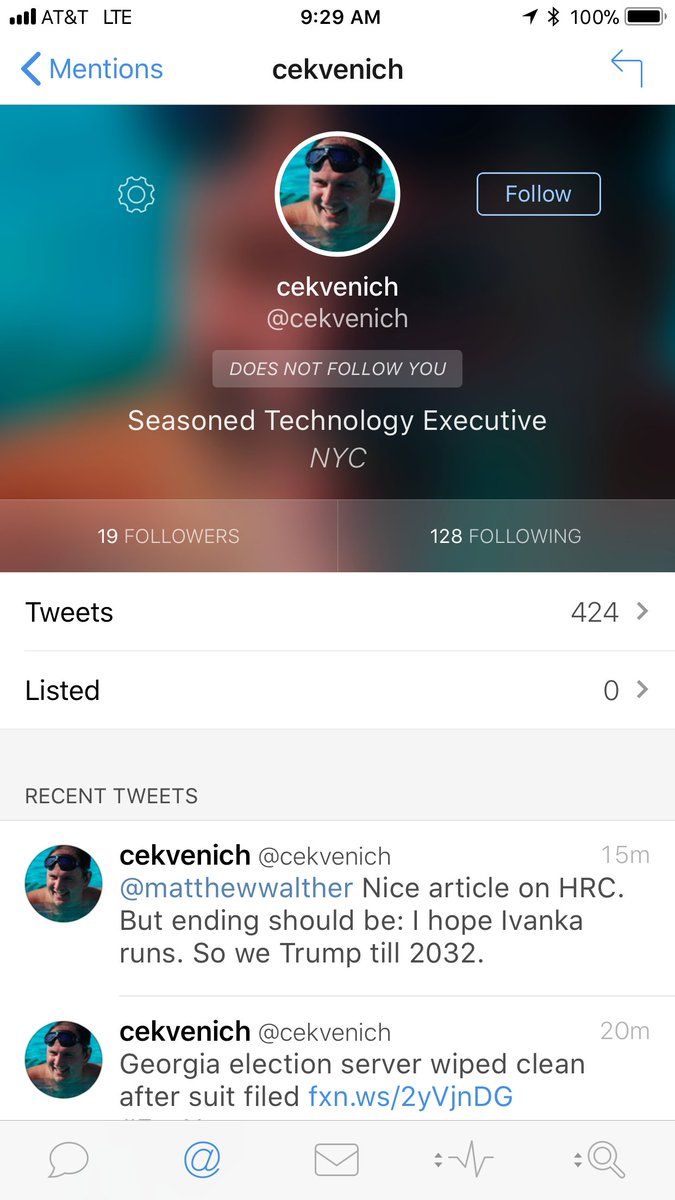 AT&T LTE 9:29 AM 100%
Mentions cekvenich
Follow
cekvenich
@cekvenich
DOES NOT FOLLOW YOU
Seasoned Technology Executive
NYC
19 FOLLOWERS 128 FOLLOWING
Tweets 424
Listed 0
RECENT TWEETS
cekvenich @cekvenich 15m
@matthewwalther Nice article on HRC.
But ending should be: I hope Ivanka
runs. So we Trump till 2032.
cekvenich @cekvenich 20m
Georgia election server wiped clean
after suit filed fxn.ws/2yVjnDG